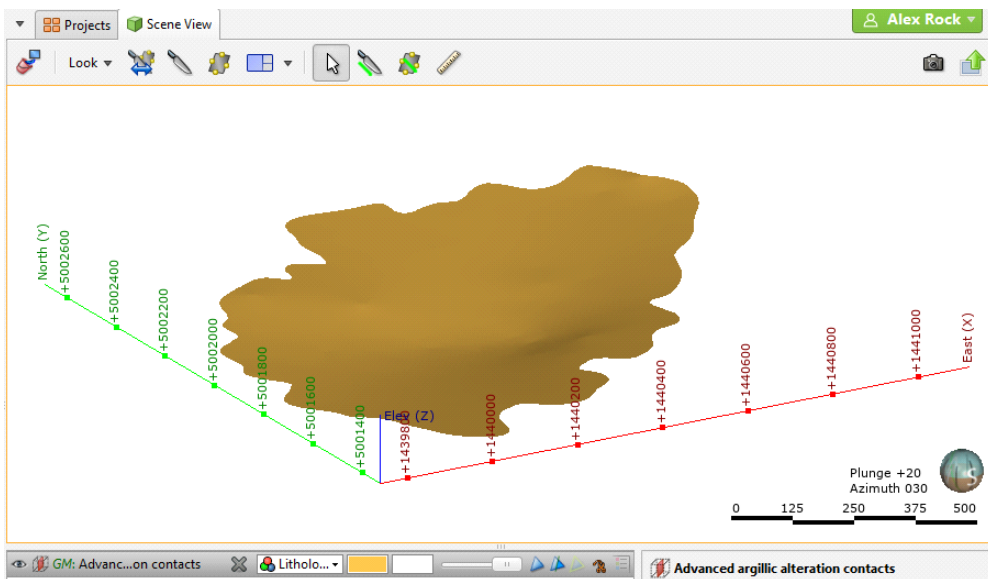 Projects
Scene View
Alex Rock
Look
North (Y)
+5002600
+5002400
+5002200
+5002000
+5001800
+5001600
+5001400
Elev (Z)
+1440000
+1440200
+1440400
+1440600
+1440800
+1441000
East (X)
S
Plunge +20
Azimuth 030
0 125 250 375 500
GM: Advanc...on contacts
Litholo...
Advanced argillic alteration contacts